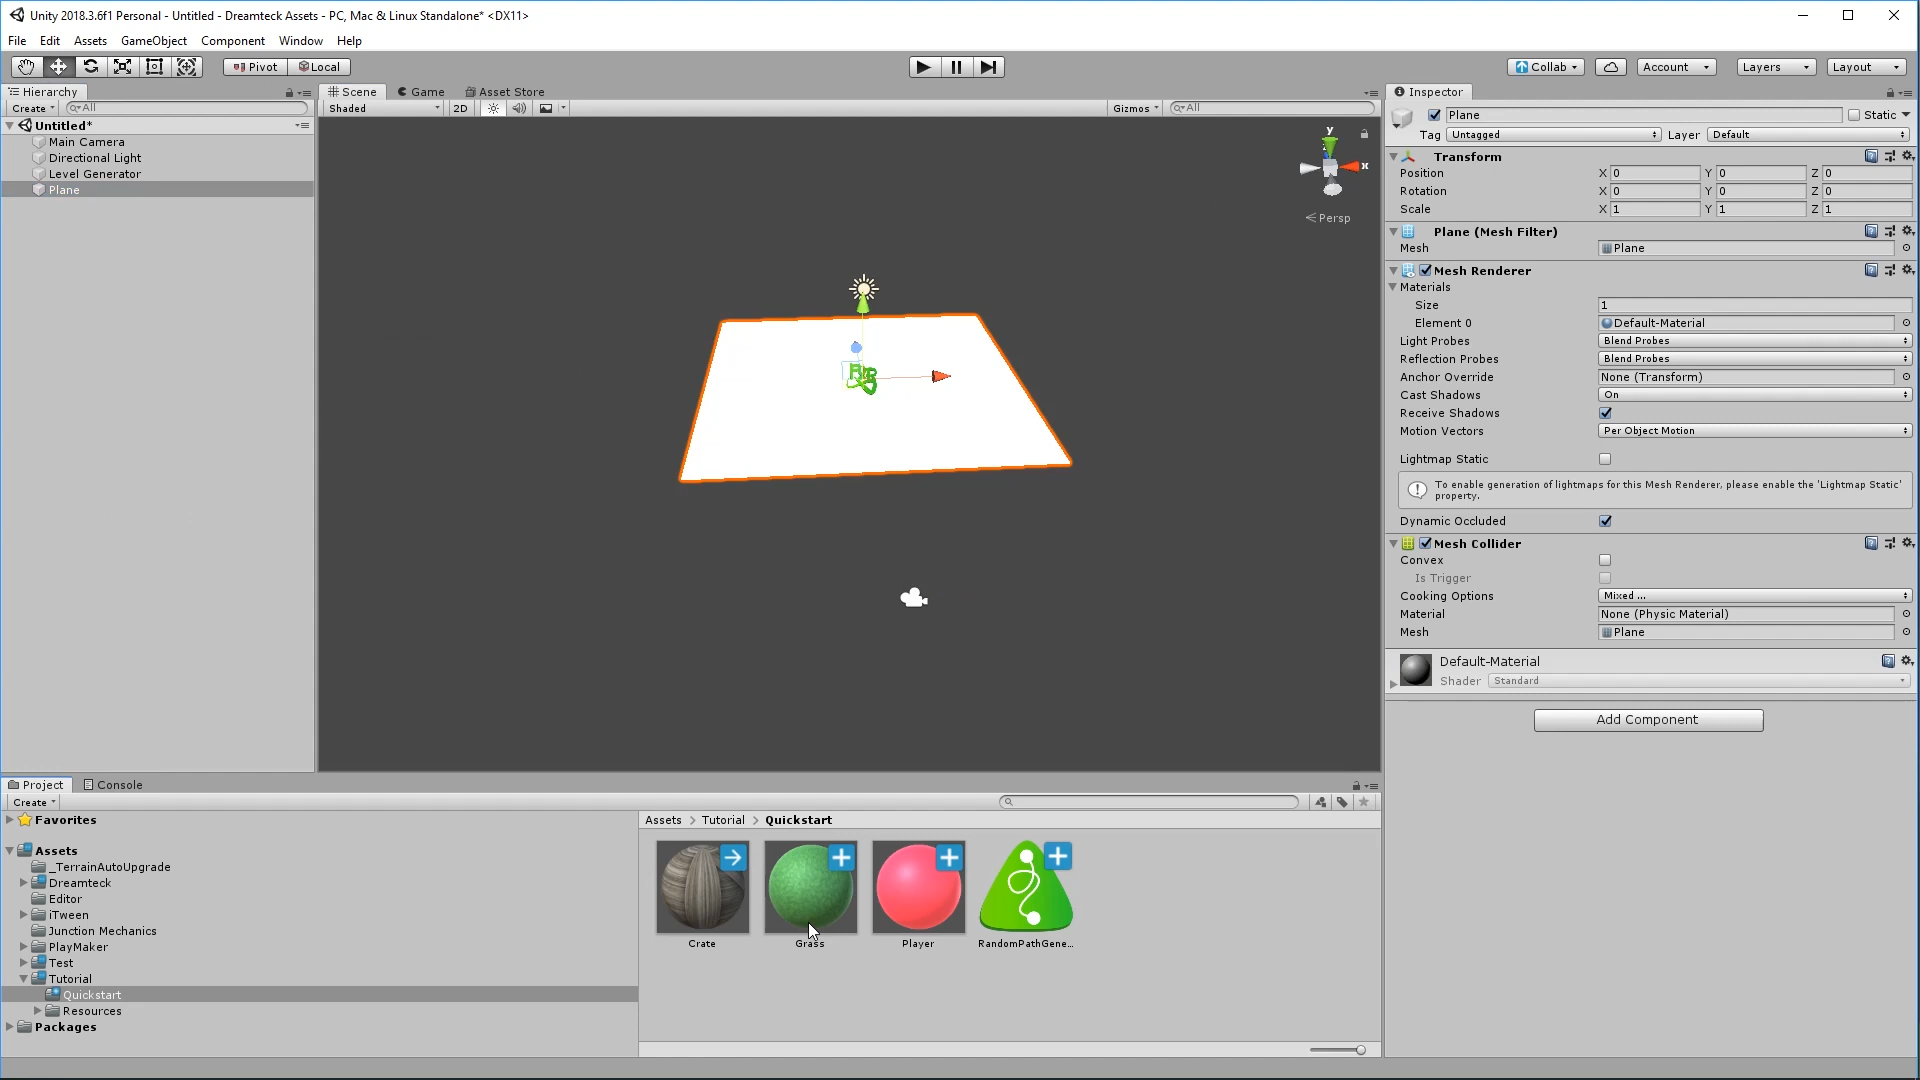 Unity 2018.3.6f1 Personal - Untitled - Dreamteck Assets - PC, Mac & Linux Standalone* <DX11>
File Edit Assets GameObject Component Window Help
Pivot Local Collab Account Layers Layout
Hierarchy
Create All
Untitled*
Main Camera
Directional Light
Level Generator
Plane
Scene Game Asset Store
Shaded 2D Gizmos All
y
x
Persp
Inspector
Plane Static
Tag Untagged Layer Default
Transform
Position X 0 Y 0 Z 0
Rotation X 0 Y 0 Z 0
Scale X 1 Y 1 Z 1
Plane (Mesh Filter)
Mesh Plane
Mesh Renderer
Materials
Size 1
Element 0 Default-Material
Light Probes Blend Probes
Reflection Probes Blend Probes
Anchor Override None (Transform)
Cast Shadows On
Receive Shadows
Motion Vectors Per Object Motion
Lightmap Static
To enable generation of lightmaps for this Mesh Renderer, please enable the 'Lightmap Static'
property.
Dynamic Occluded
Mesh Collider
Convex
Is Trigger
Cooking Options Mixed ...
Material None (Physic Material)
Mesh Plane
Default-Material
Shader Standard
Add Component
Project Console
Create
Favorites
Assets
_TerrainAutoUpgrade
Dreamteck
Editor
iTween
Junction Mechanics
PlayMaker
Test
Tutorial
Quickstart
Resources
Packages
Assets > Tutorial > Quickstart
Crate Grass Player RandomPathGene...